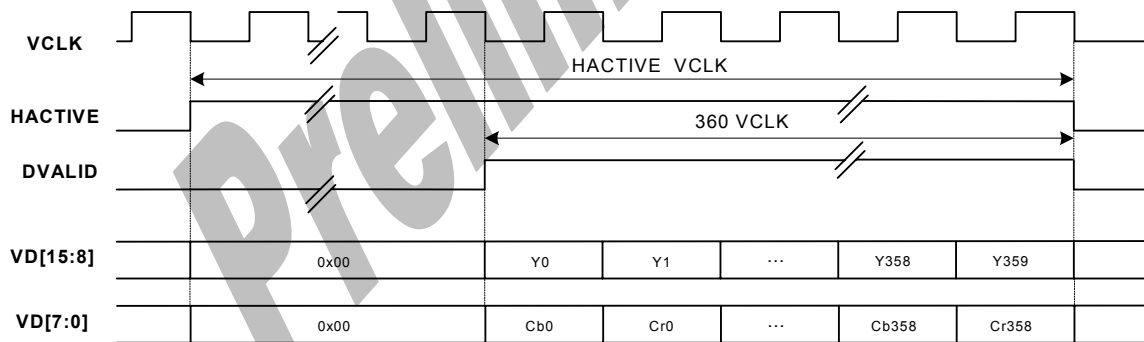 VCLK
HACTIVE VCLK
HACTIVE
360 VCLK
DVALID
VD[15:8] 0x00 Y0 Y1 ... Y358 Y359
VD[7:0] 0x00 Cb0 Cr0 ... Cb358 Cr358